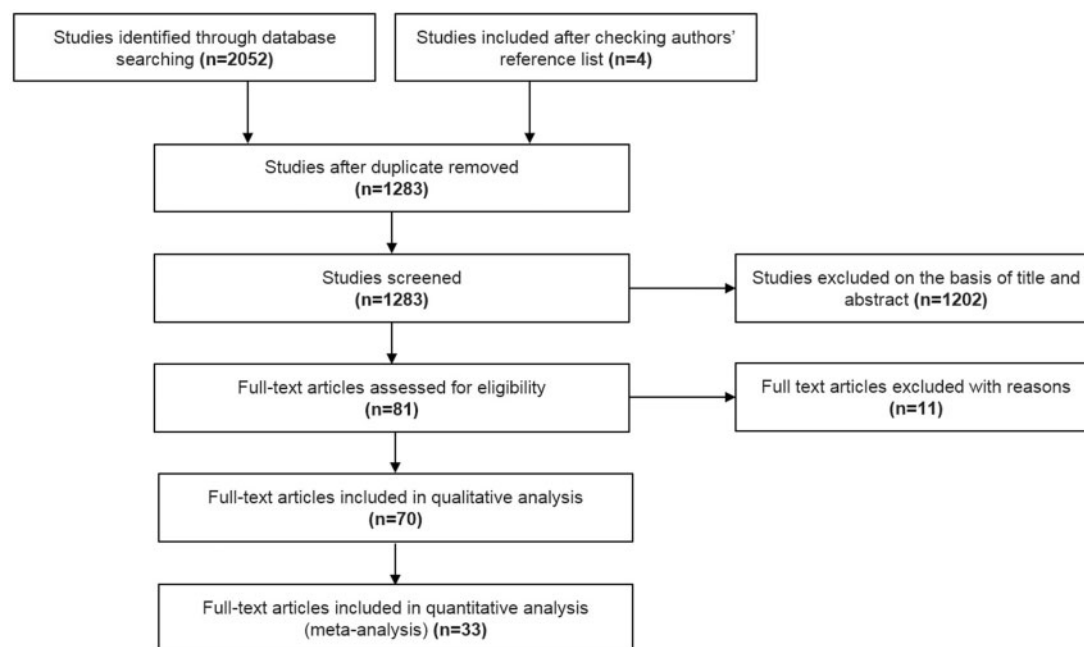 Studies identified through database
searching (n=2052)
Studies included after checking authors'
reference list (n=4)
Studies after duplicate removed
(n=1283)
Studies screened
(n=1283)
Studies excluded on the basis of title and
abstract (n=1202)
Full-text articles assessed for eligibility
(n=81)
Full text articles excluded with reasons
(n=11)
Full-text articles included in qualitative analysis
(n=70)
Full-text articles included in quantitative analysis
(meta-analysis) (n=33)